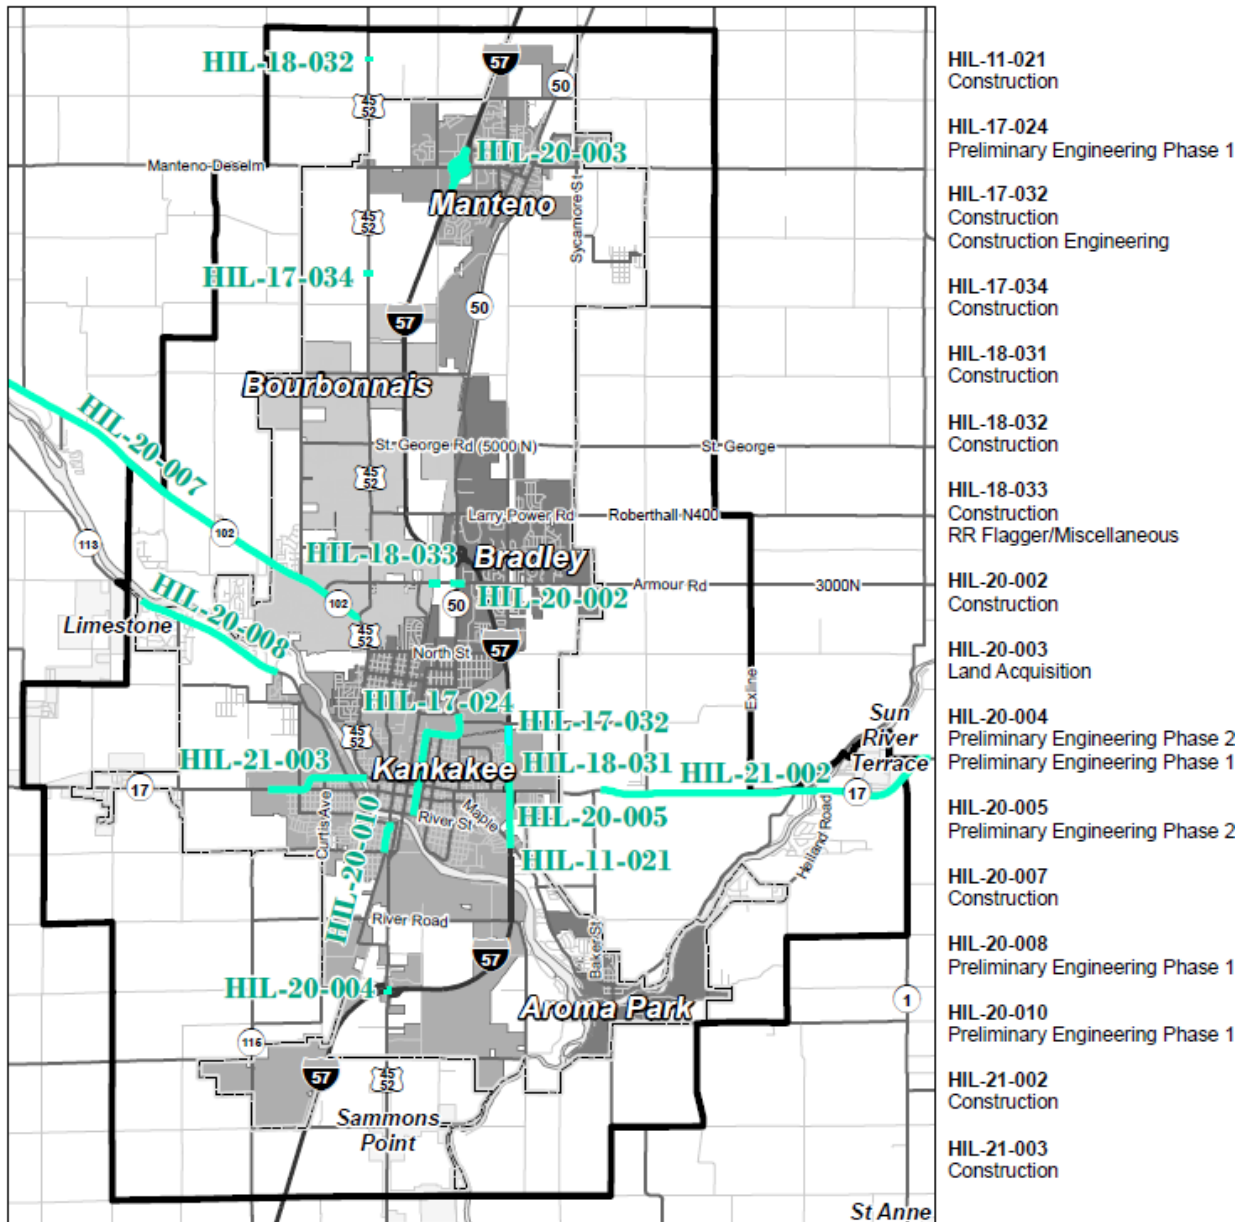 HIL-18-032
57
50
45
52
HIL-20-003
Manteno-Deselm
Manteno
Sycamore St
45
52
HIL-17-034
50
57
Bourbonnais
HIL-20-007
St. George Rd (5000 N)
St. George
45
52
Larry Power Rd
Roberthall N400
102
113
HIL-18-033
Bradley
Armour Rd
3000N
HIL-20-002
102
50
Limestone
HIL-20-008
45
52
North St
57
Exline
HIL-17-024
HIL-17-032
Sun
River
Terrace
45
52
HIL-21-003
Kankakee
HIL-18-031
HIL-21-002
17
17
Curtis Ave
HIL-20-010
River St
Maple
HIL-20-005
Heiland Road
HIL-11-021
River Road
Baker St
57
HIL-20-004
Aroma Park
1
115
57
45
52
Sammons
Point
St Anne
HIL-11-021
Construction
HIL-17-024
Preliminary Engineering Phase 1
HIL-17-032
Construction
Construction Engineering
HIL-17-034
Construction
HIL-18-031
Construction
HIL-18-032
Construction
HIL-18-033
Construction
RR Flagger/Miscellaneous
HIL-20-002
Construction
HIL-20-003
Land Acquisition
HIL-20-004
Preliminary Engineering Phase 2
Preliminary Engineering Phase 1
HIL-20-005
Preliminary Engineering Phase 2
HIL-20-007
Construction
HIL-20-008
Preliminary Engineering Phase 1
HIL-20-010
Preliminary Engineering Phase 1
HIL-21-002
Construction
HIL-21-003
Construction